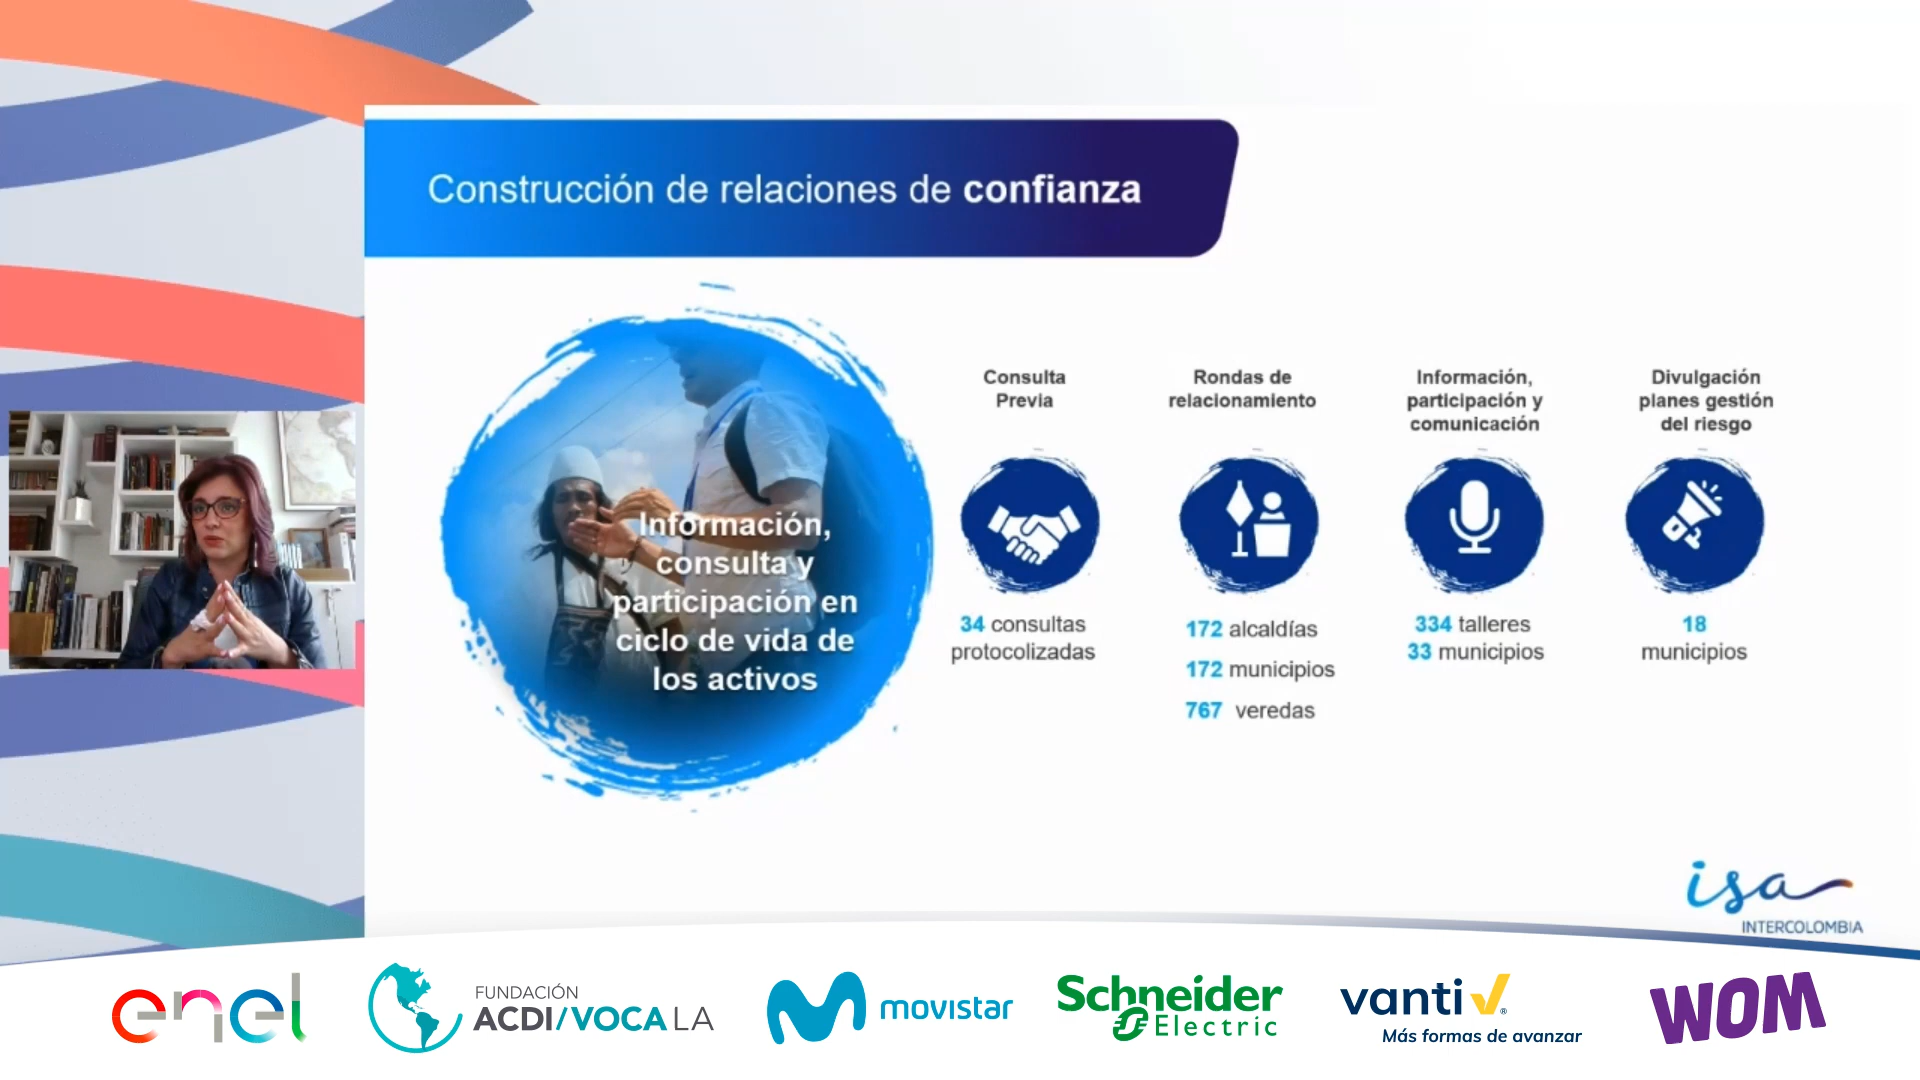 Construcción de relaciones de confianza
Información,
consulta y
participación en
ciclo de vida de
los activos
Consulta
Previa
34 consultas
protocolizadas
Rondas de
relacionamiento
172 alcaldías
172 municipios
767 veredas
Información,
participación y
comunicación
334 talleres
33 municipios
Divulgación
planes gestión
del riesgo
18
municipios
isa
INTERCOLOMBIA
enel
FUNDACIÓN
ACDI/VOCA LA
movistar
Schneider
Electric
vanti
Más formas de avanzar
WOM